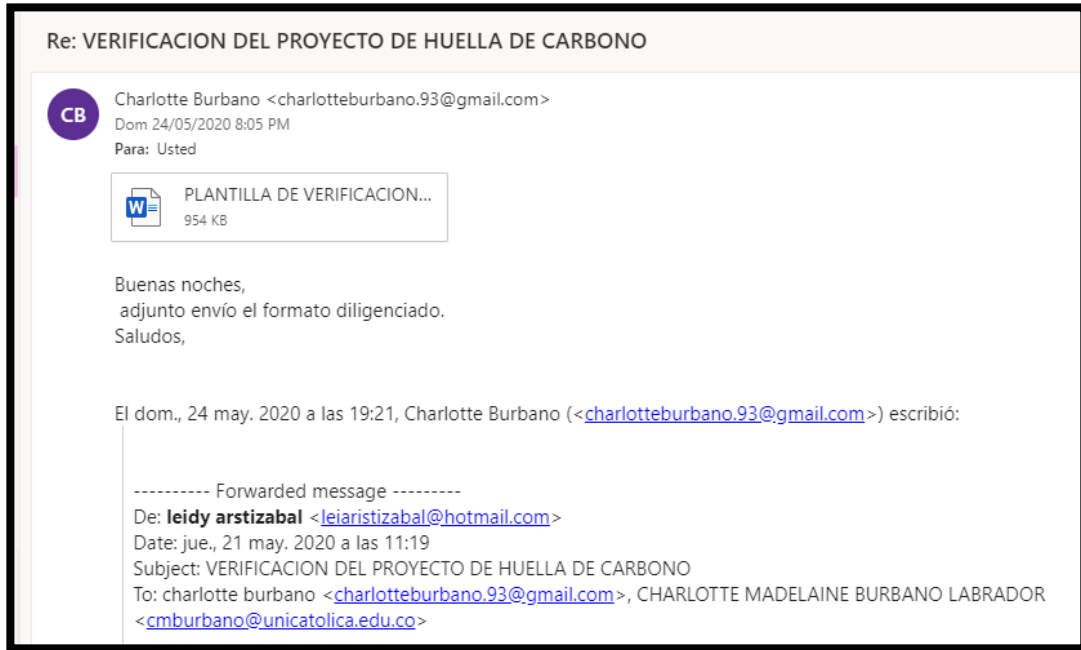 Re: VERIFICACION DEL PROYECTO DE HUELLA DE CARBONO
CB
Charlotte Burbano <charlotteburbano.93@gmail.com>
Dom 24/05/2020 8:05 PM
Para: Usted
W
PLANTILLA DE VERIFICACION...
954 KB
Buenas noches,
adjunto envío el formato diligenciado.
Saludos,
El dom., 24 may. 2020 a las 19:21, Charlotte Burbano (<charlotteburbano.93@gmail.com>) escribió:
---------- Forwarded message ---------
De: leidy arstizabal <leiaristizabal@hotmail.com>
Date: jue., 21 may. 2020 a las 11:19
Subject: VERIFICACION DEL PROYECTO DE HUELLA DE CARBONO
To: charlotte burbano <charlotteburbano.93@gmail.com>, CHARLOTTE MADELAINE BURBANO LABRADOR
<cmburbano@unicatolica.edu.co>